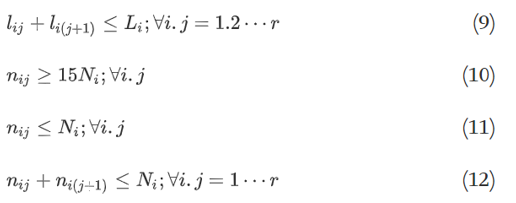 l_{ij} + l_{i(j+1)} ≤ L_i; ∀i. j = 1.2 ⋯ r (9)
n_{ij} ≥ 15N_i; ∀i. j (10)
n_{ij} ≤ N_i; ∀i. j (11)
n_{ij} + n_{i(j+1)} ≤ N_i; ∀i. j = 1 ⋯ r (12)